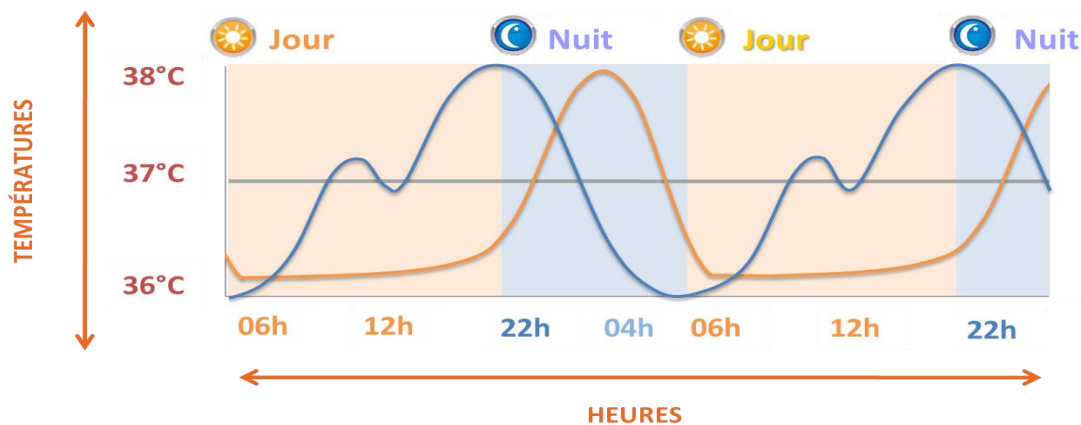 Jour Nuit Jour Nuit
38°C
37°C
36°C
TEMPÉRATURES
06h 12h 22h 04h 06h 12h 22h
HEURES